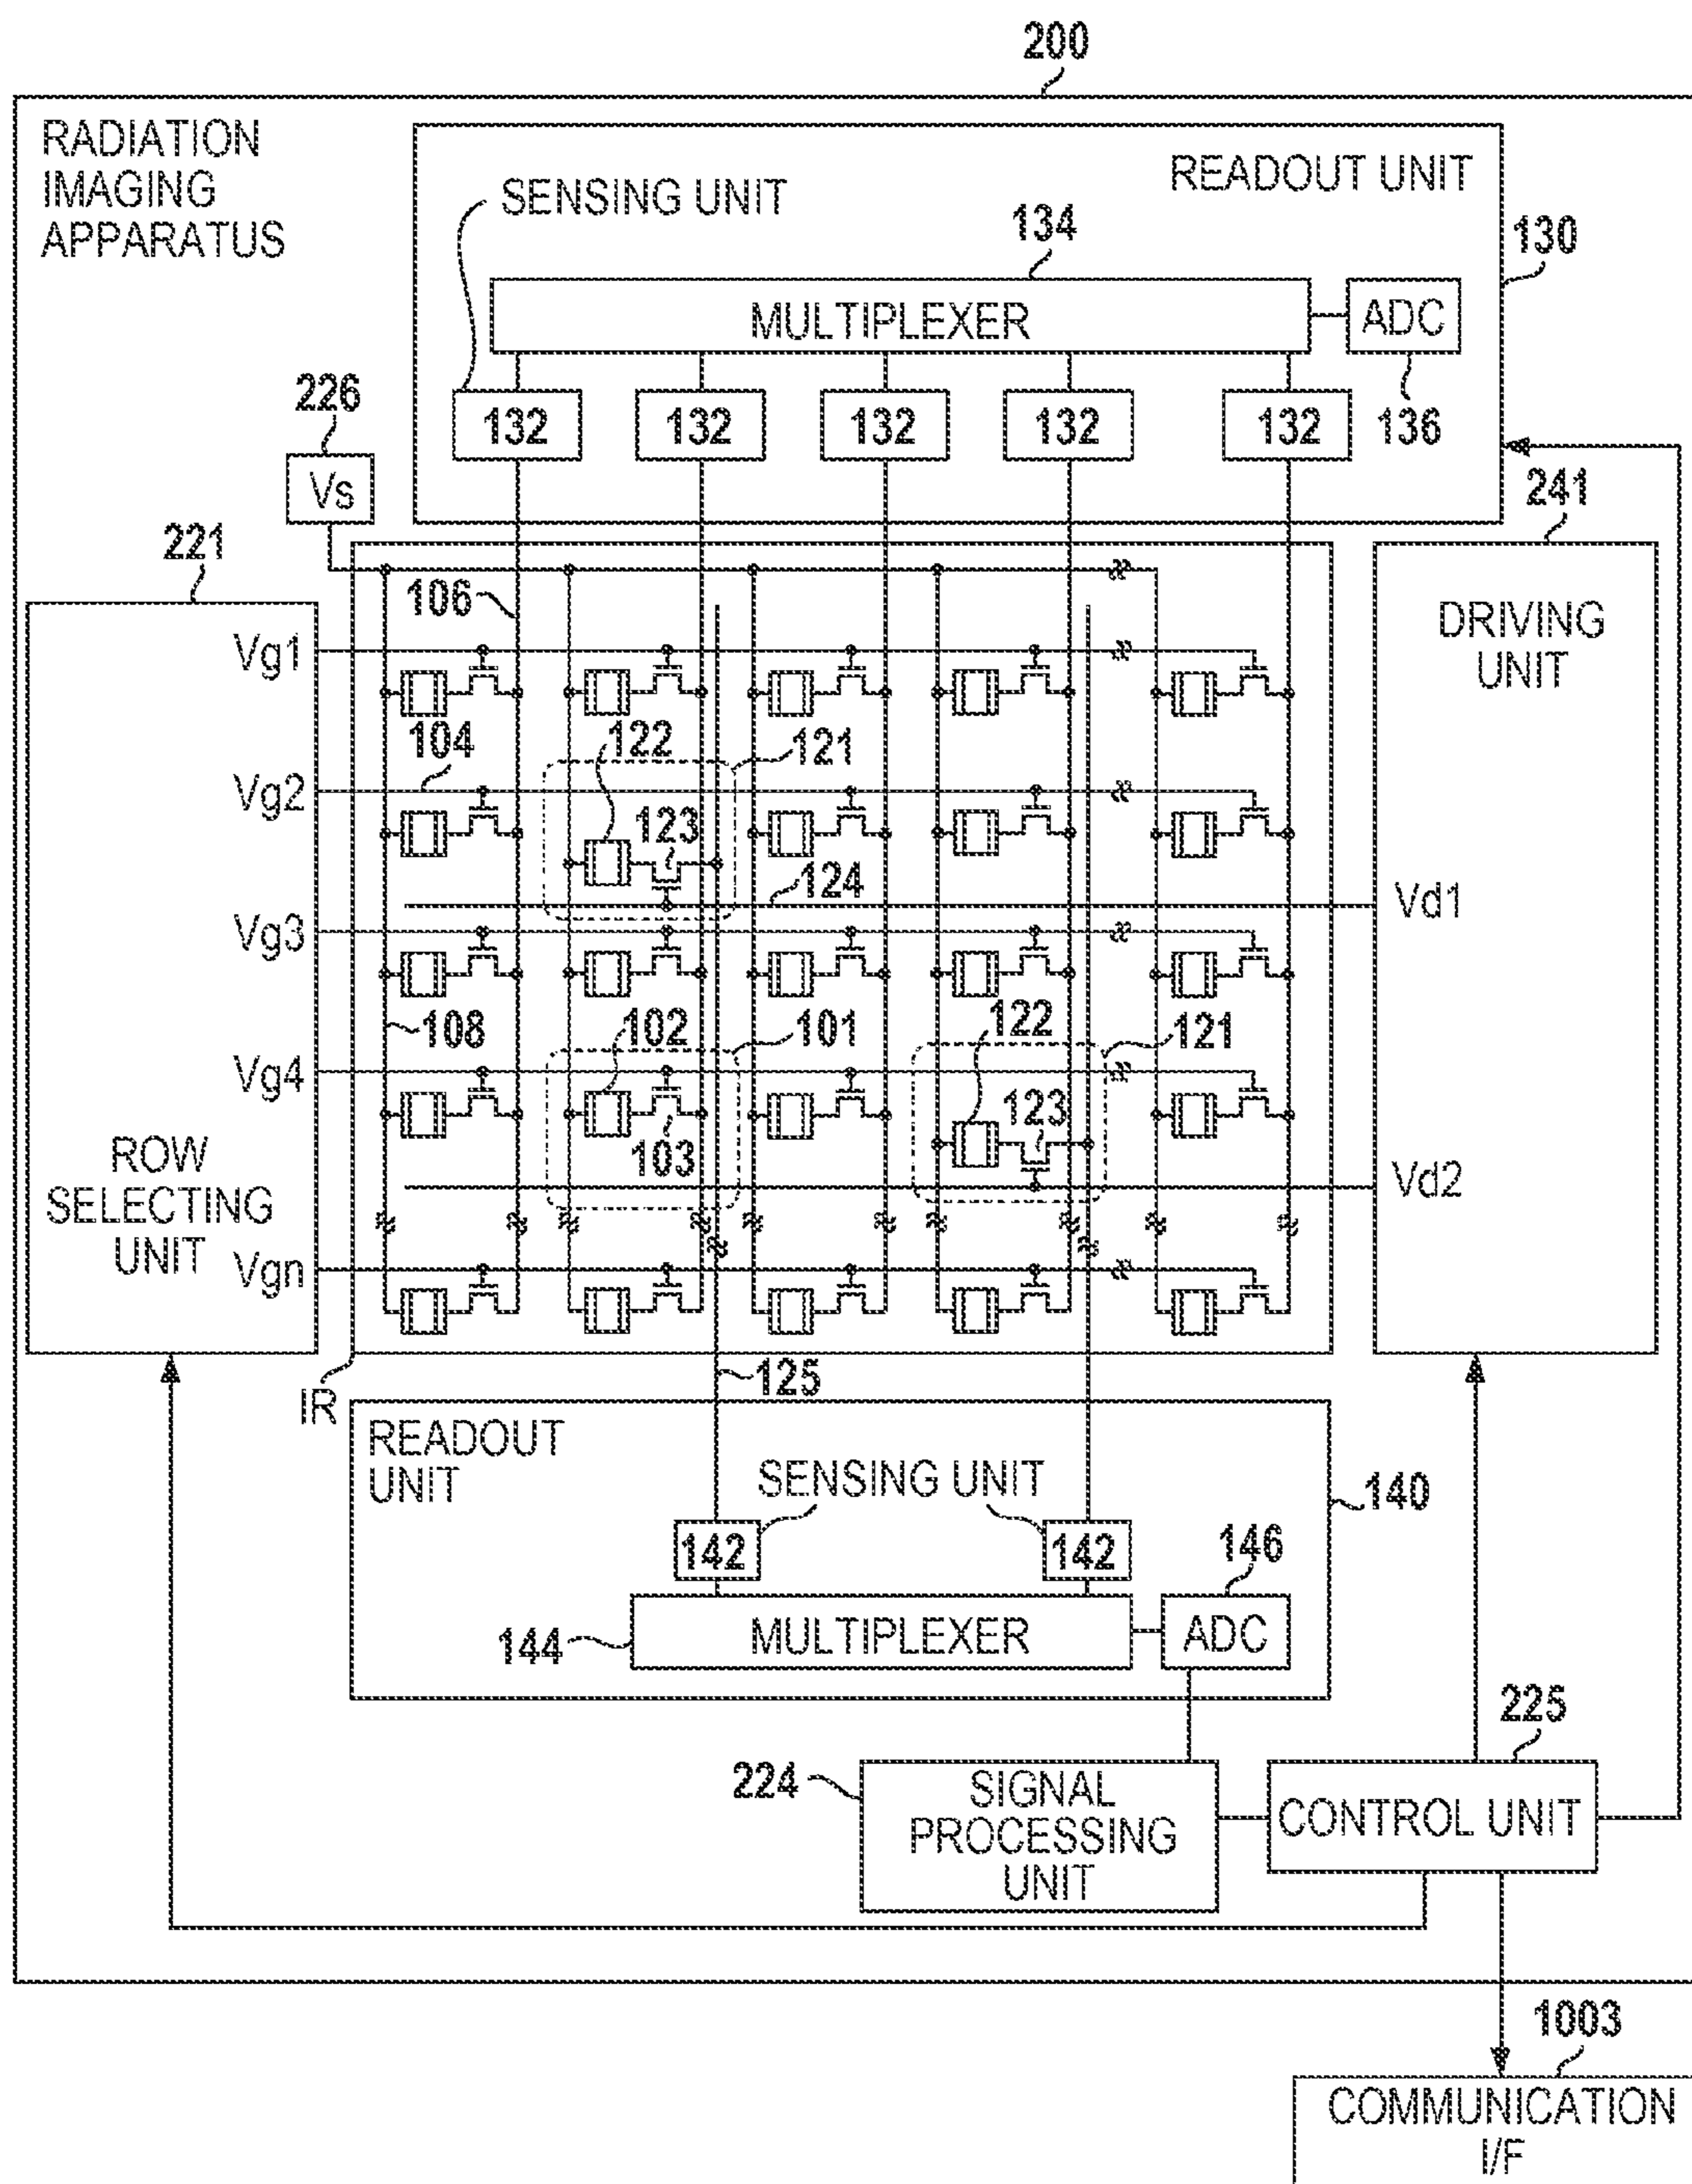 200
RADIATION
IMAGING
APPARATUS
READOUT UNIT
SENSING UNIT
134
130
MULTIPLEXER
ADC
226
132
132
132
132
132
136
Vs
241
221
106
DRIVING
UNIT
Vg1
104
122
121
Vg2
123
124
Vd1
Vg3
108
102
101
122
121
Vg4
123
103
ROW
SELECTING
UNIT
Vd2
Vgn
125
IR
READOUT
UNIT
SENSING UNIT
140
142
142
146
144
MULTIPLEXER
ADC
225
224
SIGNAL
PROCESSING
UNIT
CONTROL UNIT
1003
COMMUNICATION
I/F